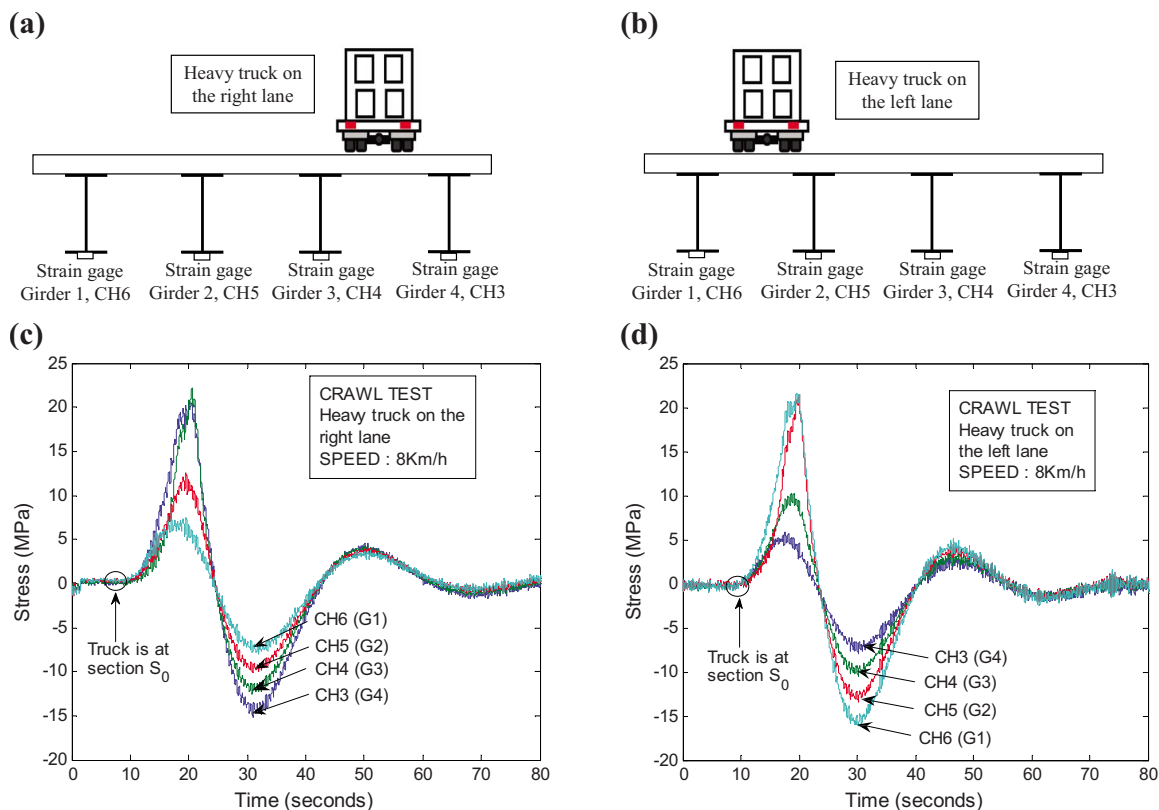 (a)
Heavy truck on
the right lane
Strain gage
Girder 1, CH6
Strain gage
Girder 2, CH5
Strain gage
Girder 3, CH4
Strain gage
Girder 4, CH3
(b)
Heavy truck on
the left lane
Strain gage
Girder 1, CH6
Strain gage
Girder 2, CH5
Strain gage
Girder 3, CH4
Strain gage
Girder 4, CH3
(c)
25
20
15
10
5
0
-5
-10
-15
-20
Stress (MPa)
CRAWL TEST
Heavy truck on the
right lane
SPEED : 8Km/h
Truck is at
section S0
CH6 (G1)
CH5 (G2)
CH4 (G3)
CH3 (G4)
0 10 20 30 40 50 60 70 80
Time (seconds)
(d)
25
20
15
10
5
0
-5
-10
-15
-20
Stress (MPa)
CRAWL TEST
Heavy truck on
the left lane
SPEED : 8Km/h
Truck is at
section S0
CH3 (G4)
CH4 (G3)
CH5 (G2)
CH6 (G1)
0 10 20 30 40 50 60 70 80
Time (seconds)